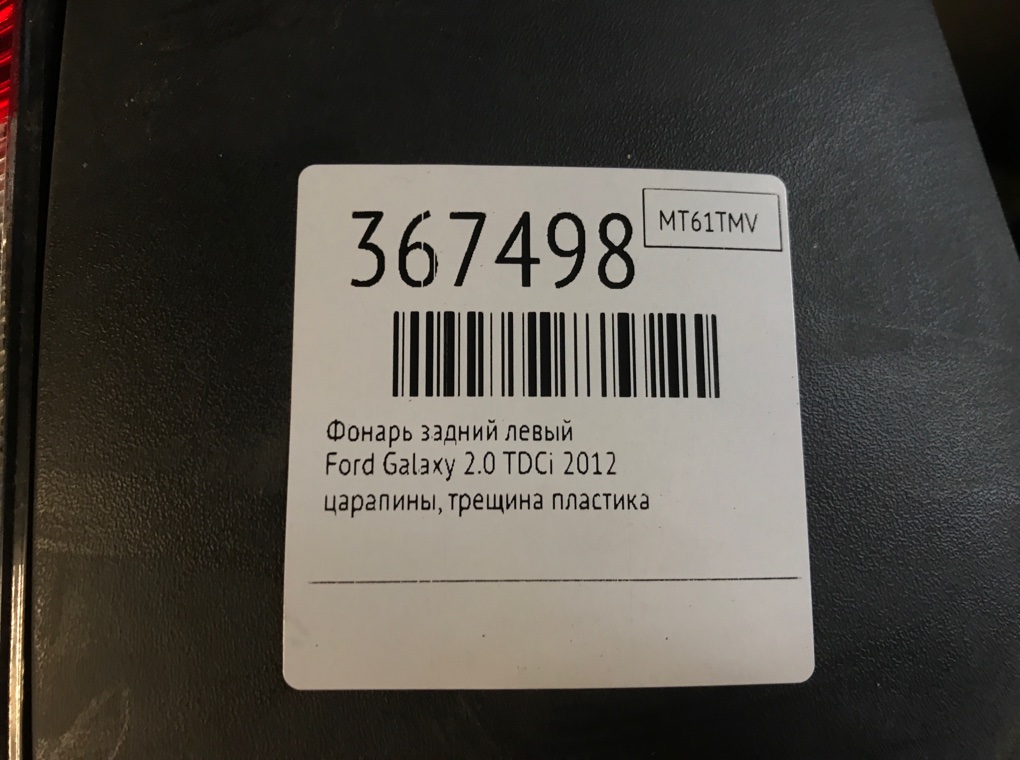 367498
MT61TMV
Фонарь задний левый
Ford Galaxy 2.0 TDCi 2012
царапины, трещина пластика